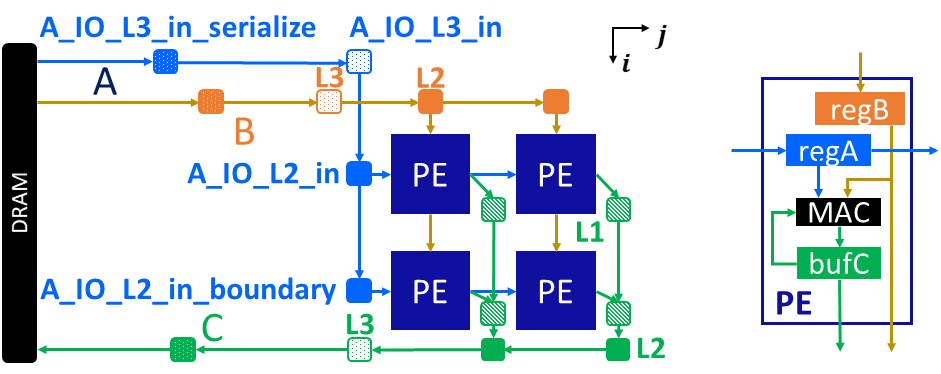 A_IO_L3_in_serialize A_IO_L3_in
j
i
A
L3 L2
B
regB
DRAM
PE PE
A_IO_L2_in
regA
MAC
L1
bufC
A_IO_L2_in_boundary
PE PE
PE
C
L3
L2